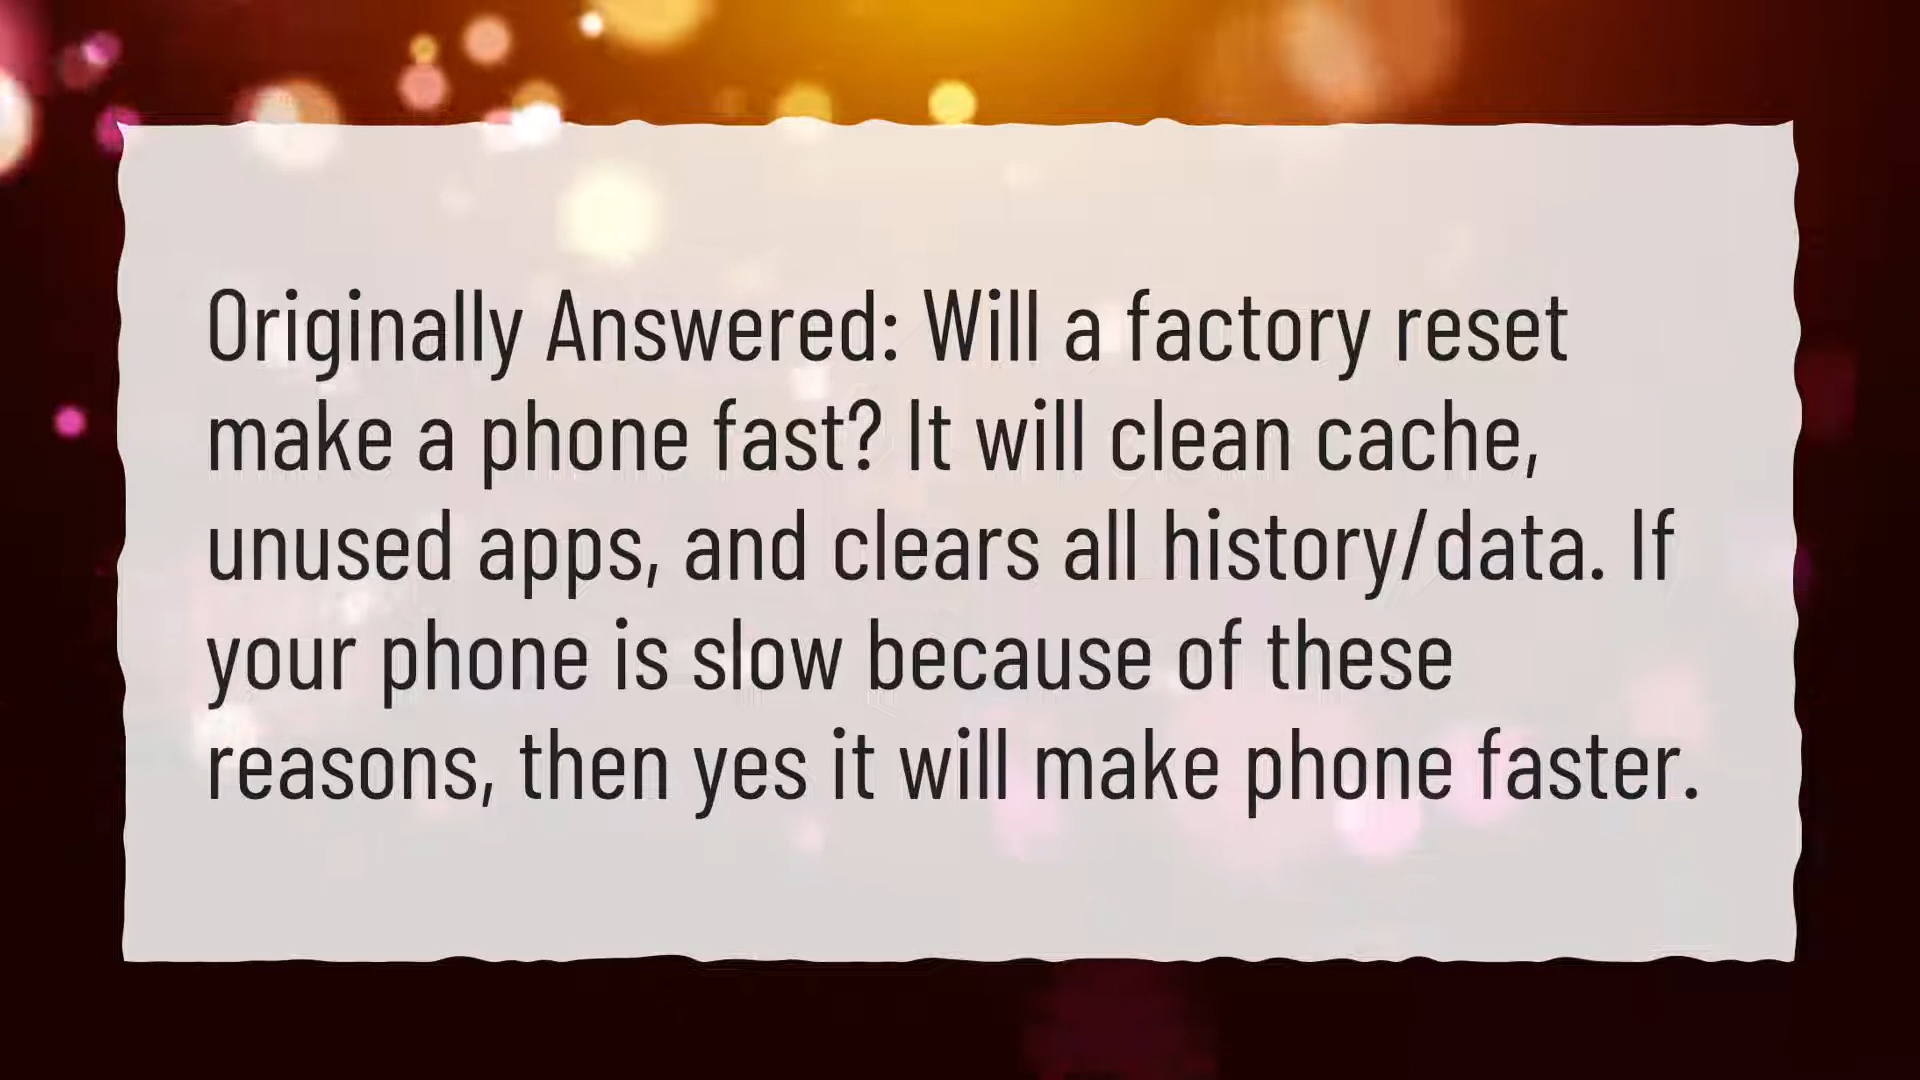 Originally Answered: Will a factory reset
make a phone fast? It will clean cache,
unused apps, and clears all history/data. If
your phone is slow because of these
reasons, then yes it will make phone faster.